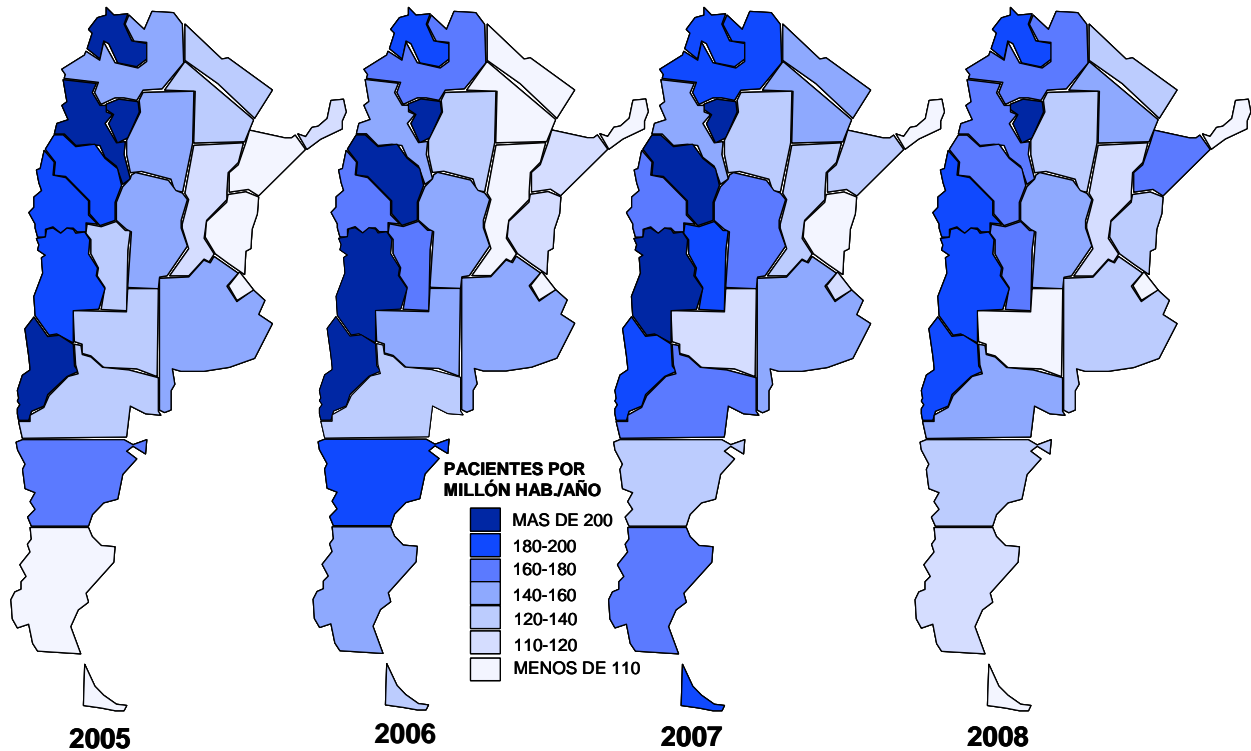 PACIENTES POR
MILLÓN HAB./AÑO
MAS DE 200
180-200
160-180
140-160
120-140
110-120
MENOS DE 110
2005
2006
2007
2008